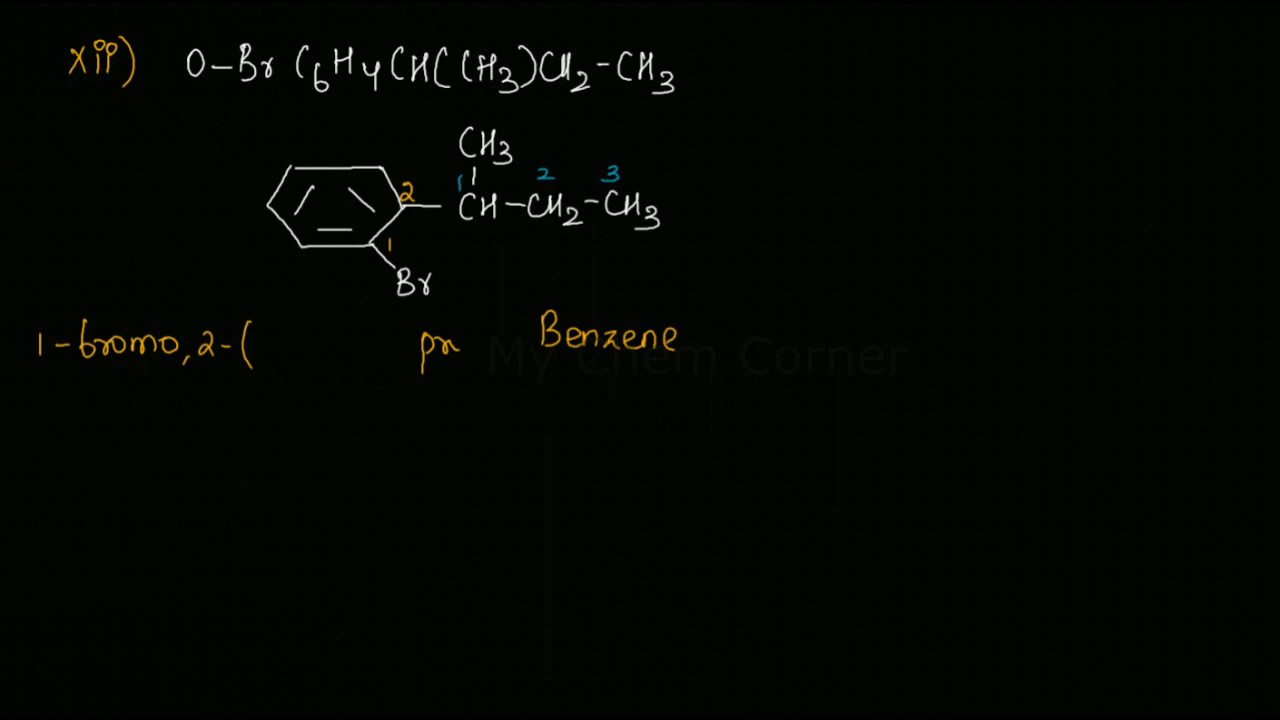 xii) O-Br C6H4CH(CH3)CH2-CH3
CH3
1 2 3
2 CH-CH2-CH3
1
Br
1-bromo,2-( pr Benzene
My Chem Corner